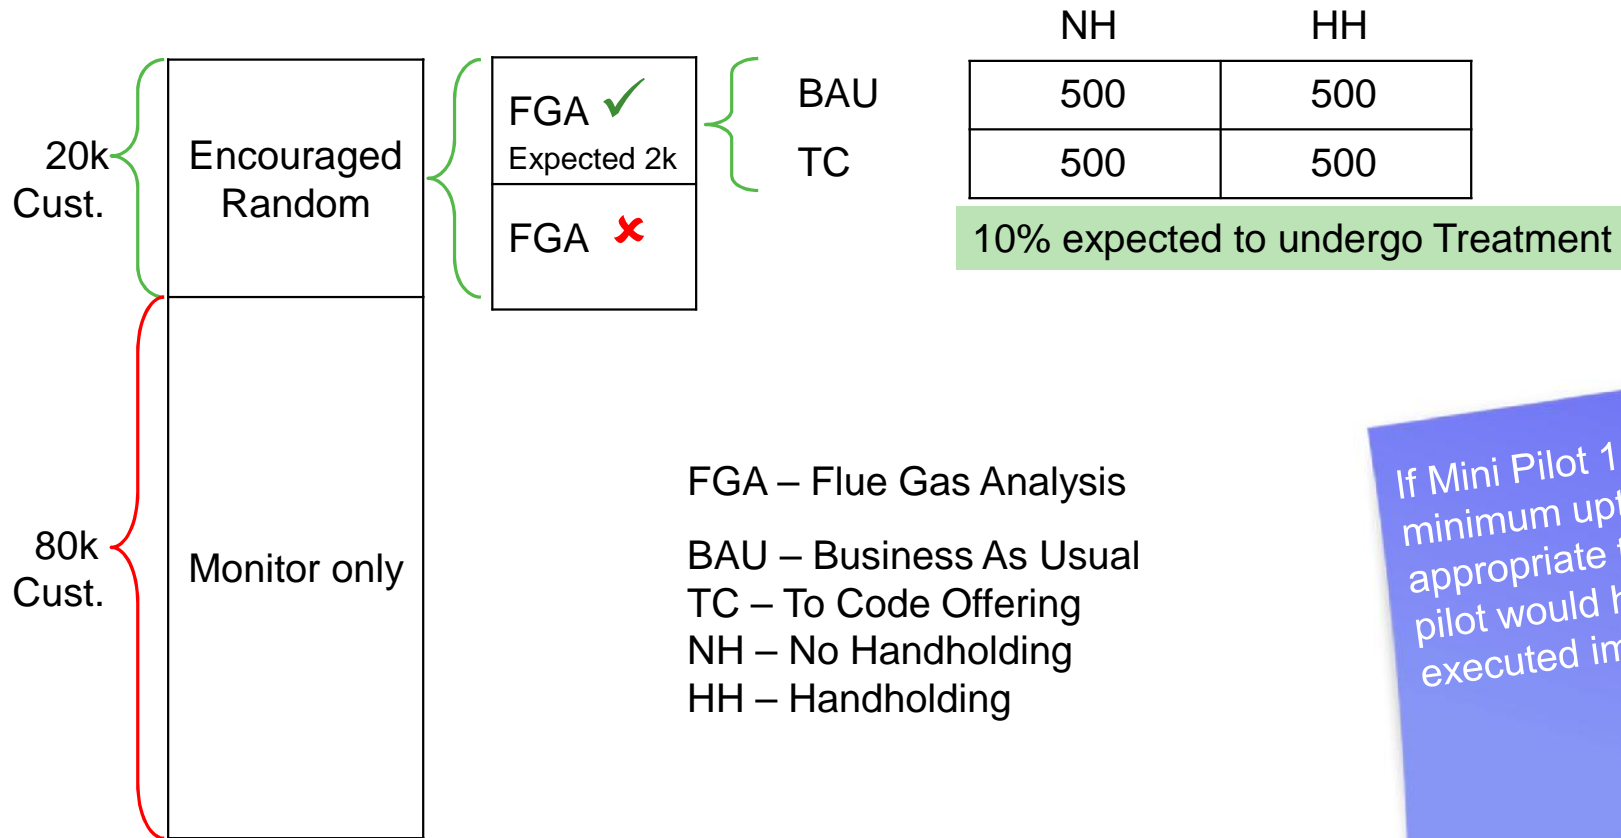 NH HH
20k
Cust.
Encouraged
Random
FGA
Expected 2k
FGA
BAU 500 500
TC 500 500
10% expected to undergo Treatment
80k
Cust.
Monitor only
FGA – Flue Gas Analysis
BAU – Business As Usual
TC – To Code Offering
NH – No Handholding
HH – Handholding
If Mini Pilot 1
minimum
appropriate
pilot would
executed